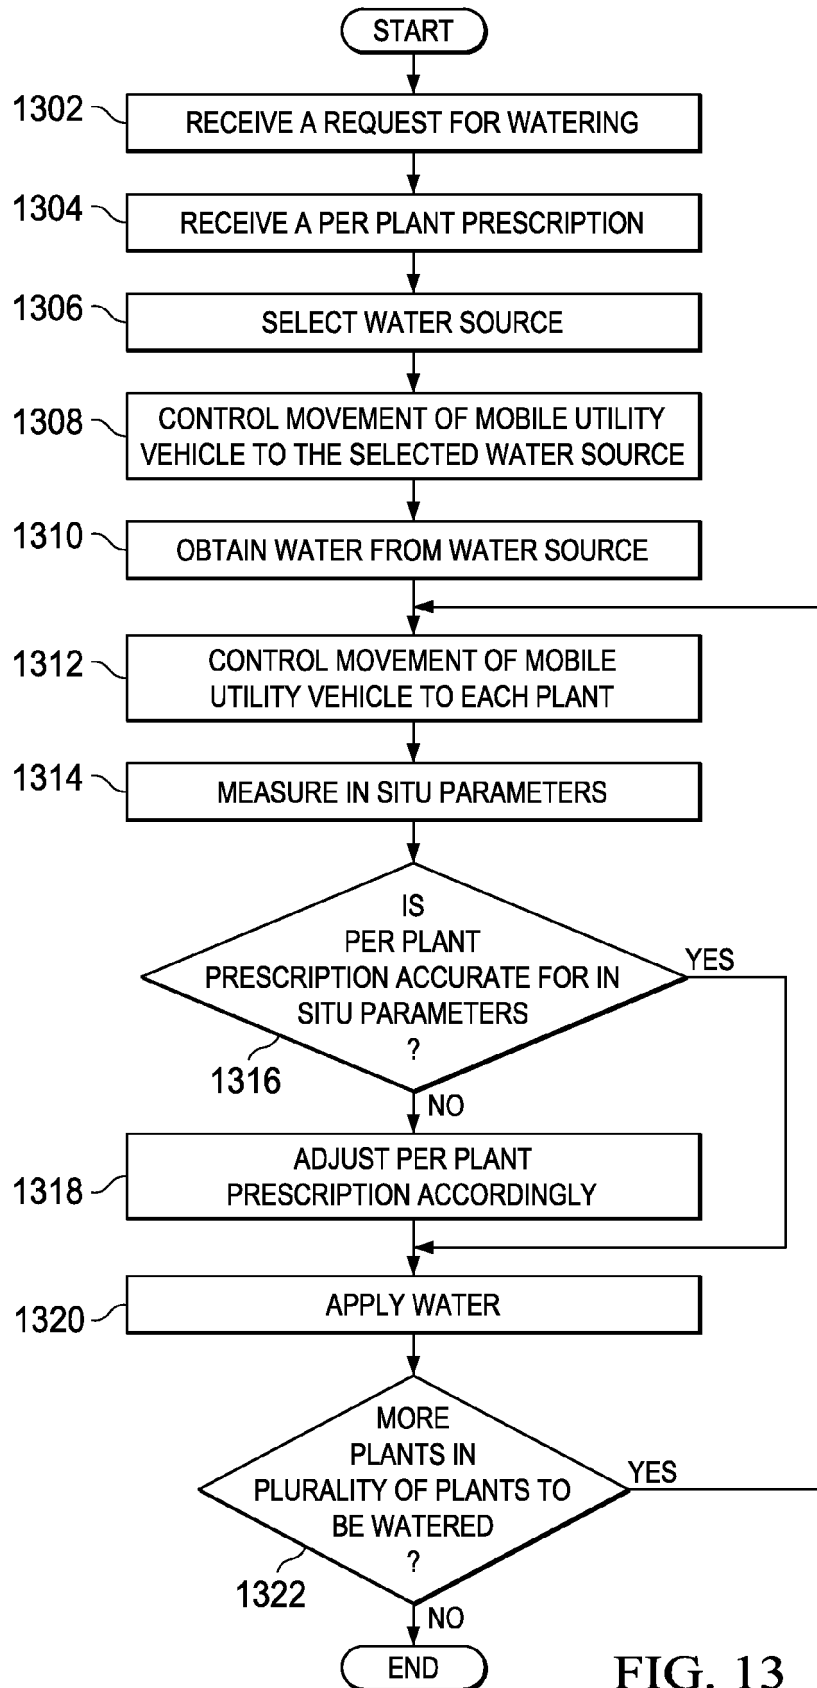 START
1302
RECEIVE A REQUEST FOR WATERING
1304
RECEIVE A PER PLANT PRESCRIPTION
1306
SELECT WATER SOURCE
1308
CONTROL MOVEMENT OF MOBILE UTILITY
VEHICLE TO THE SELECTED WATER SOURCE
1310
OBTAIN WATER FROM WATER SOURCE
1312
CONTROL MOVEMENT OF MOBILE
UTILITY VEHICLE TO EACH PLANT
1314
MEASURE IN SITU PARAMETERS
IS
PER PLANT
PRESCRIPTION ACCURATE FOR IN
SITU PARAMETERS
?
YES
1316
NO
1318
ADJUST PER PLANT
PRESCRIPTION ACCORDINGLY
1320
APPLY WATER
MORE
PLANTS IN
PLURALITY OF PLANTS TO
BE WATERED
?
YES
1322
NO
END
FIG. 13